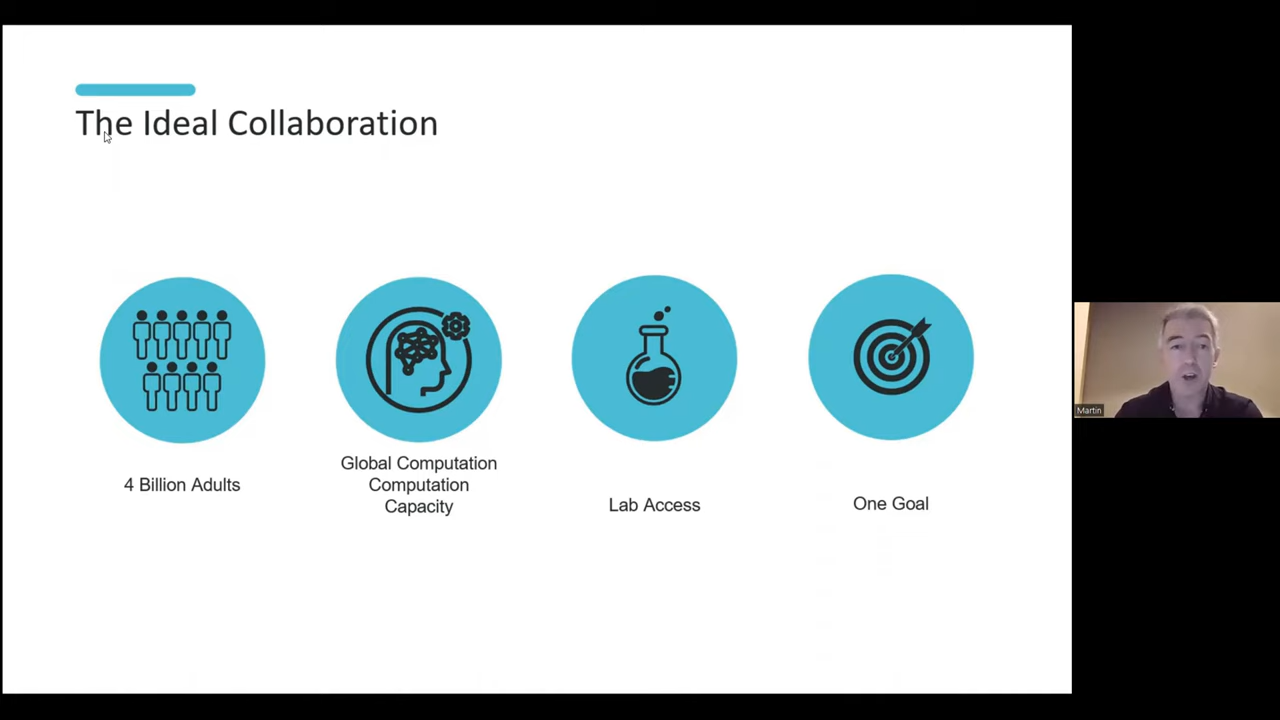 The Ideal Collaboration
4 Billion Adults
Global Computation
Computation
Capacity
Lab Access
One Goal
Martin